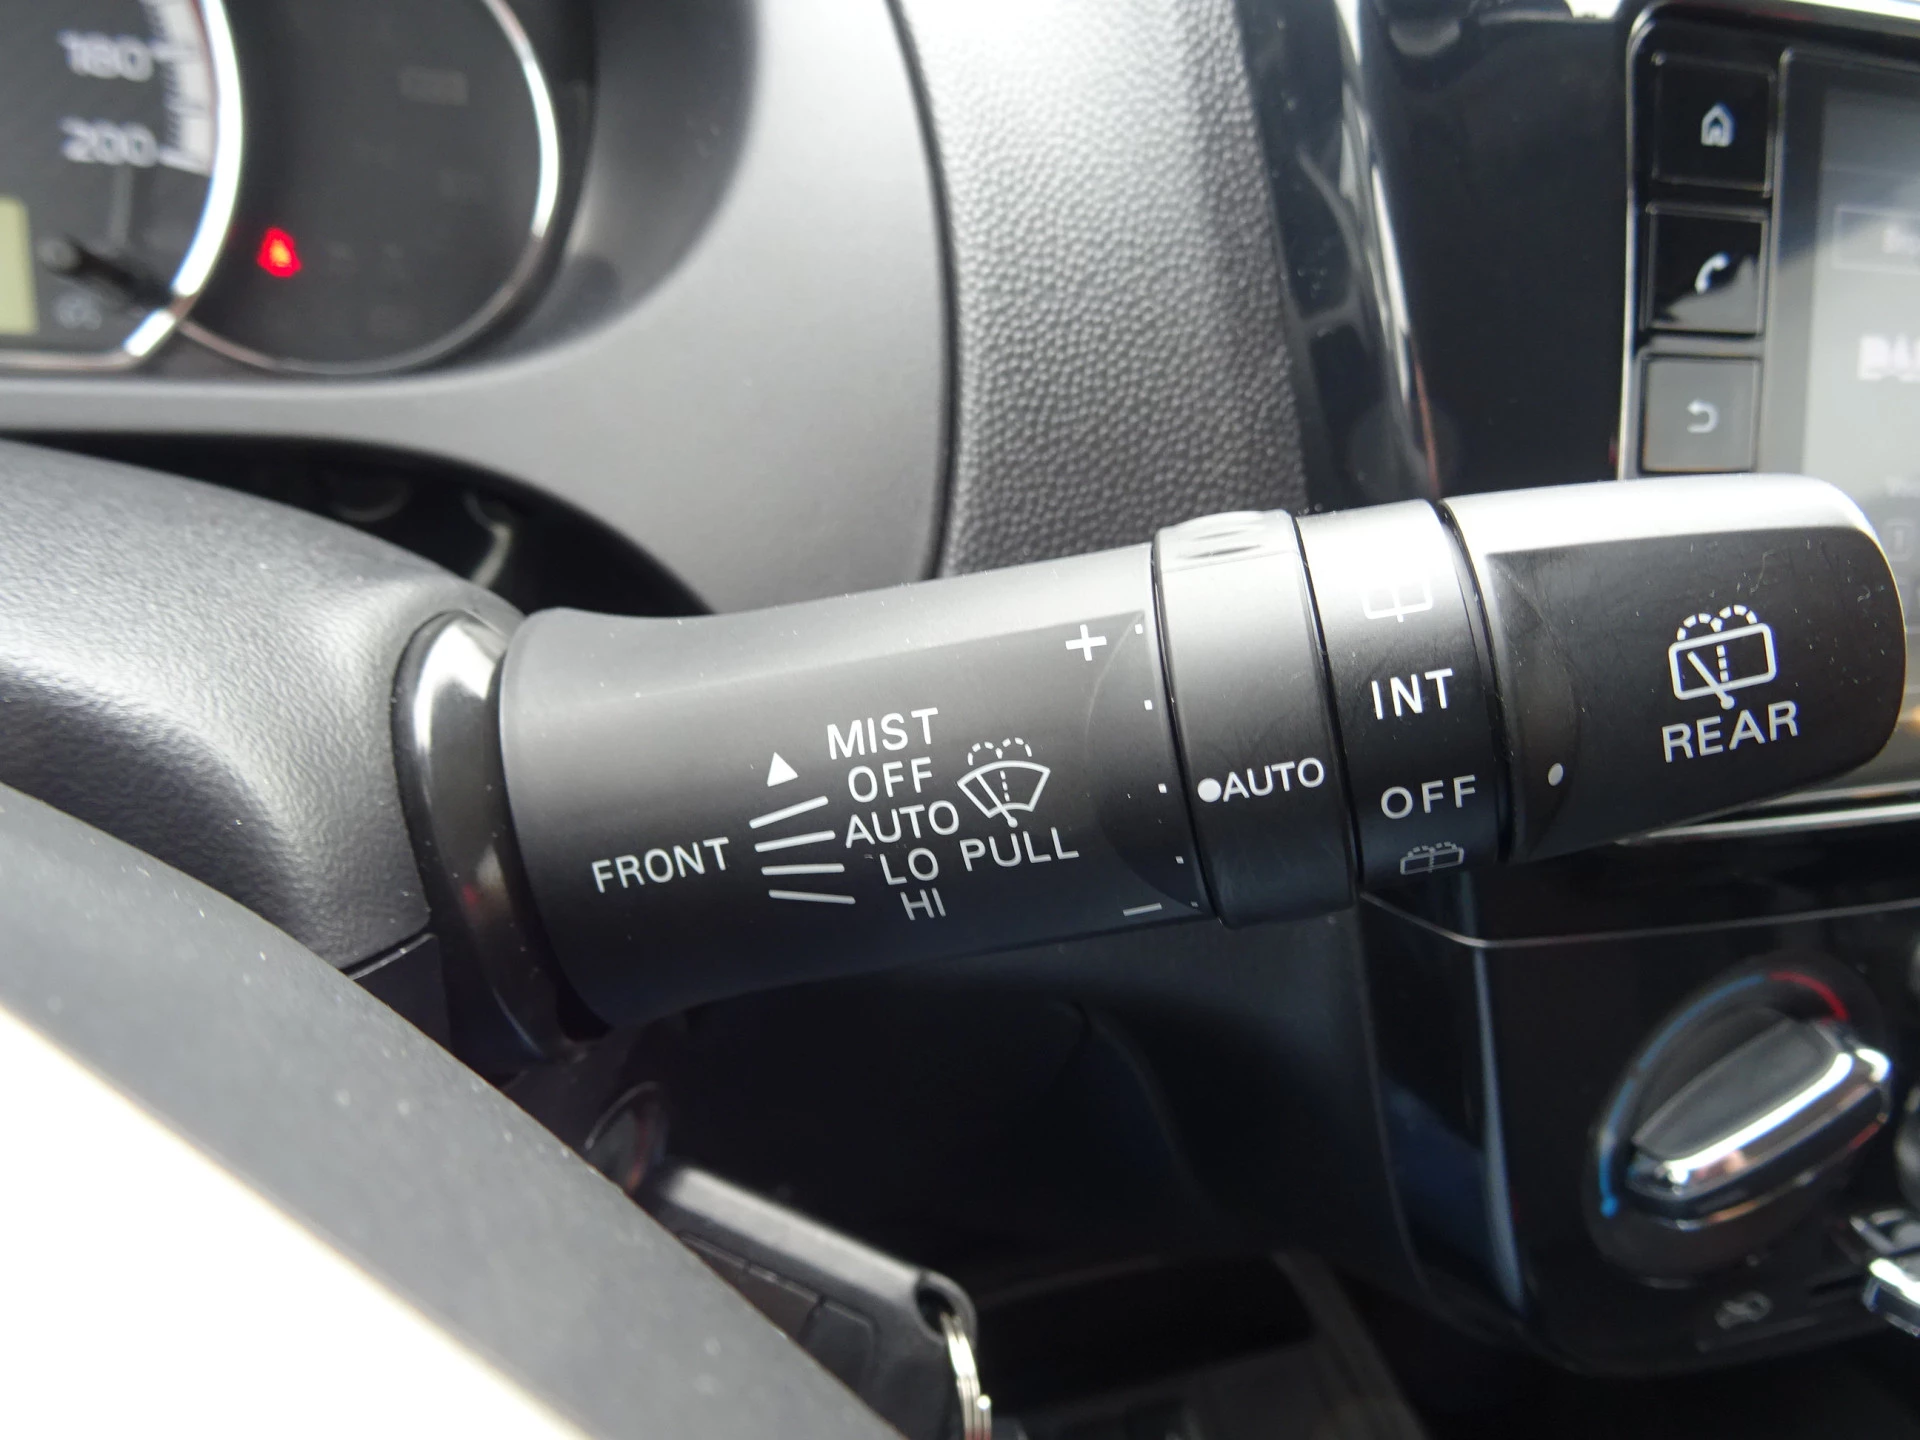 180
200
MIST
OFF
AUTO
FRONT
LO PULL
HI
+
−
●AUTO
INT
OFF
REAR